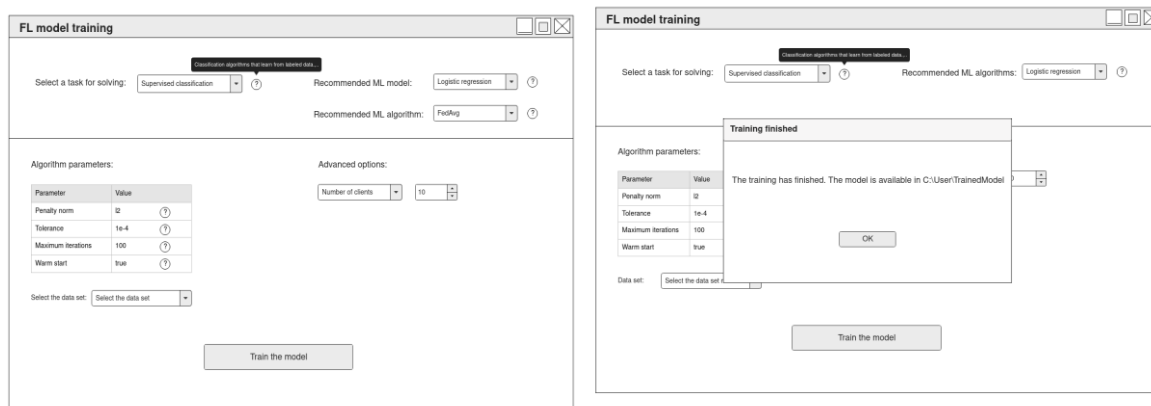 FL model training
Classification algorithms that learn from labeled data...
Select a task for solving: Supervised classification ?
Recommended ML model: Logistic regression ?
Recommended ML algorithm: FedAvg ?
Algorithm parameters:
Advanced options:
Parameter Value
Penalty norm l2 ?
Tolerance 1e-4 ?
Maximum iterations 100 ?
Warm start true ?
Number of clients 10
Select the data set: Select the data set
Train the model
FL model training
Classification algorithms that learn from labeled data...
Select a task for solving: Supervised classification ?
Recommended ML algorithms: Logistic regression ?
Training finished
The training has finished. The model is available in C:\User\TrainedModel
OK
Algorithm parameters:
Parameter Value
Penalty norm l2
Tolerance 1e-4
Maximum iterations 100
Warm start true
Data set: Select the data set
Train the model